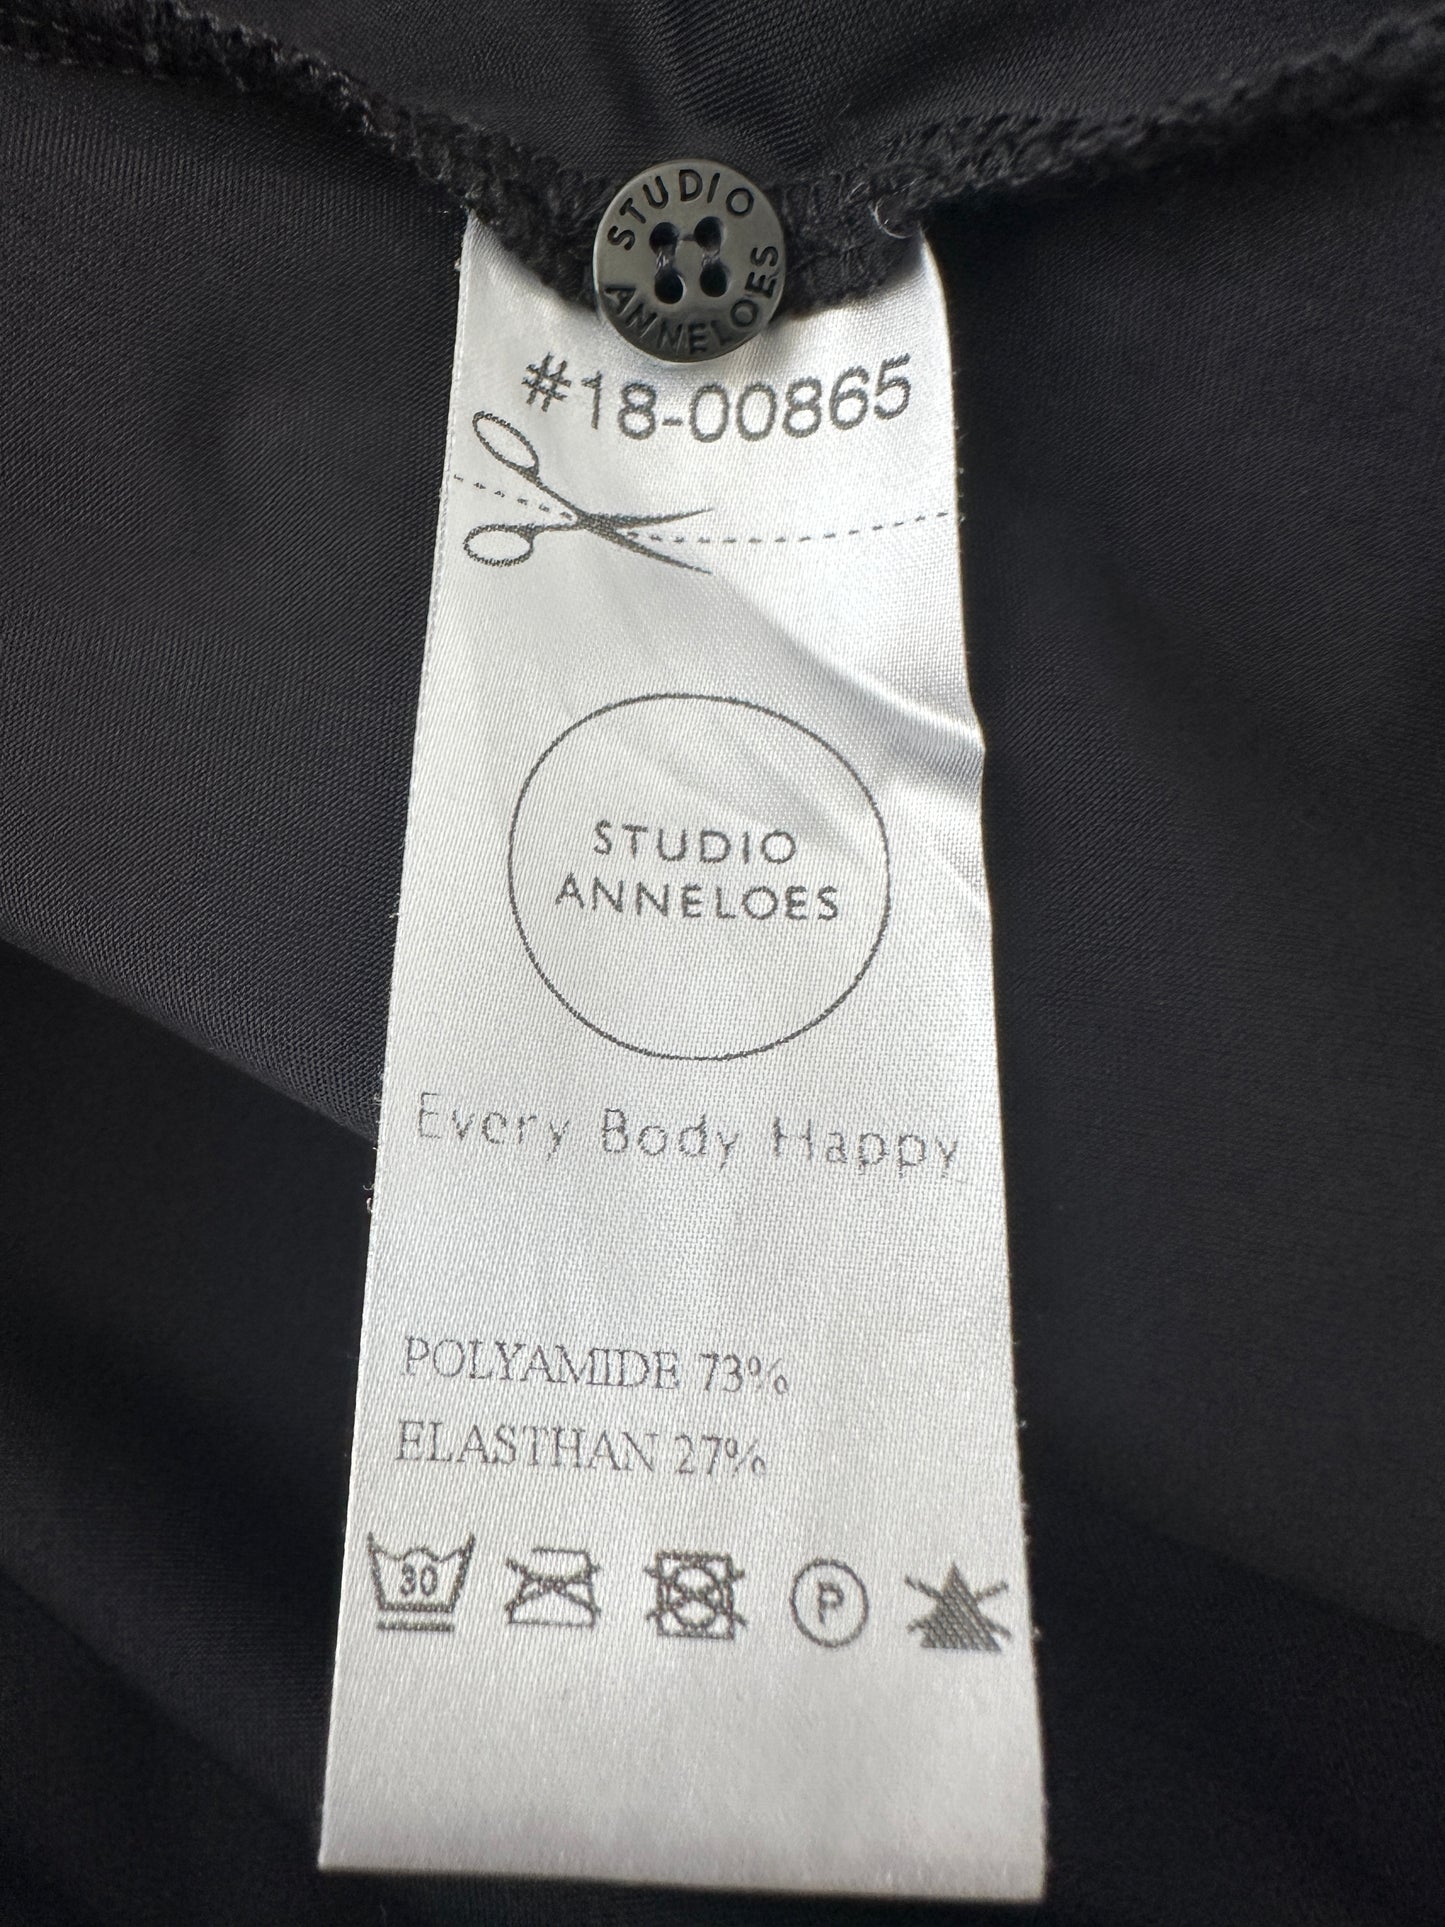 STUDIO
ANNELOES
#18-00865
STUDIO
ANNELOES
Every Body Happy
POLYAMIDE 73%
ELASTHAN 27%
30
P